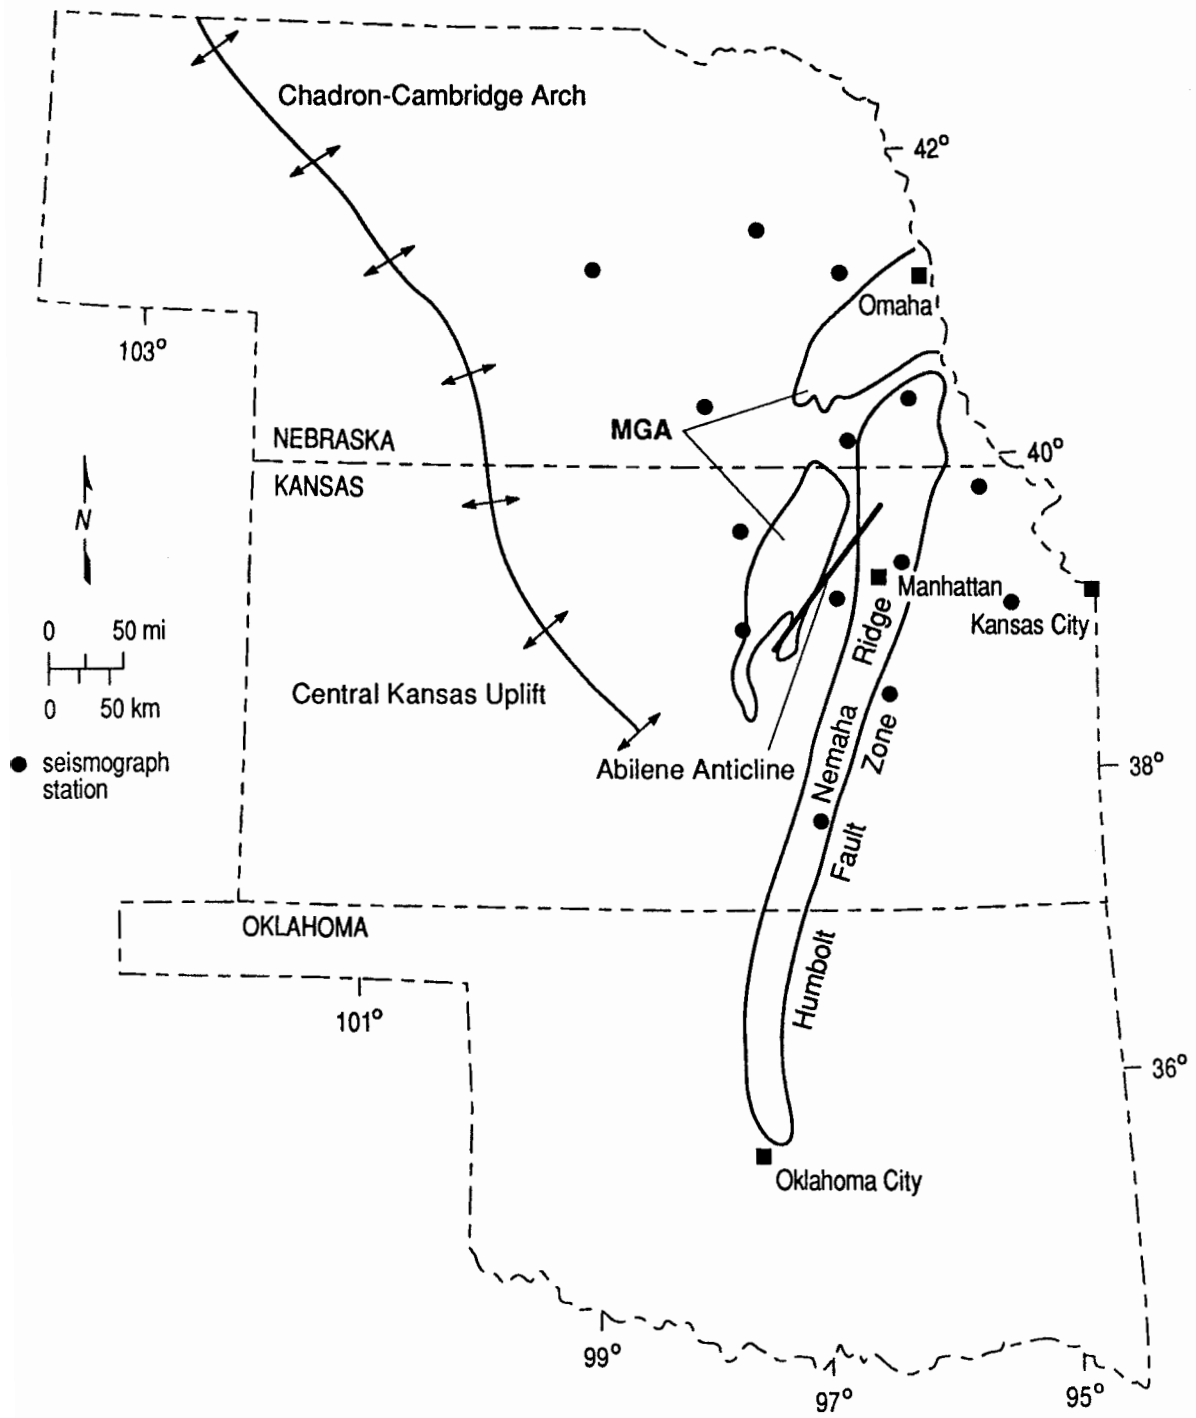 Chadron-Cambridge Arch
42°
Omaha
103°
MGA
NEBRASKA
40°
KANSAS
N
Manhattan
Kansas City
0 50 mi
0 50 km
Ridge
Nemaha
Central Kansas Uplift
Zone
Abilene Anticline
38°
seismograph
station
Fault
OKLAHOMA
Humbolt
101°
36°
Oklahoma City
99°
97°
95°